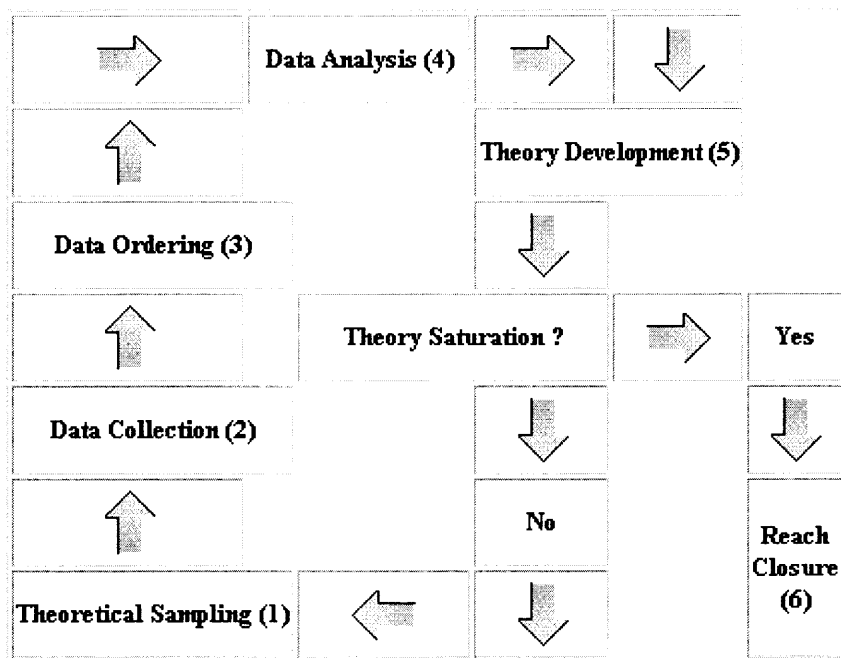 Data Analysis (4)
Theory Development (5)
Data Ordering (3)
Theory Saturation ?
Yes
Data Collection (2)
No
Reach
Closure
(6)
Theoretical Sampling (1)